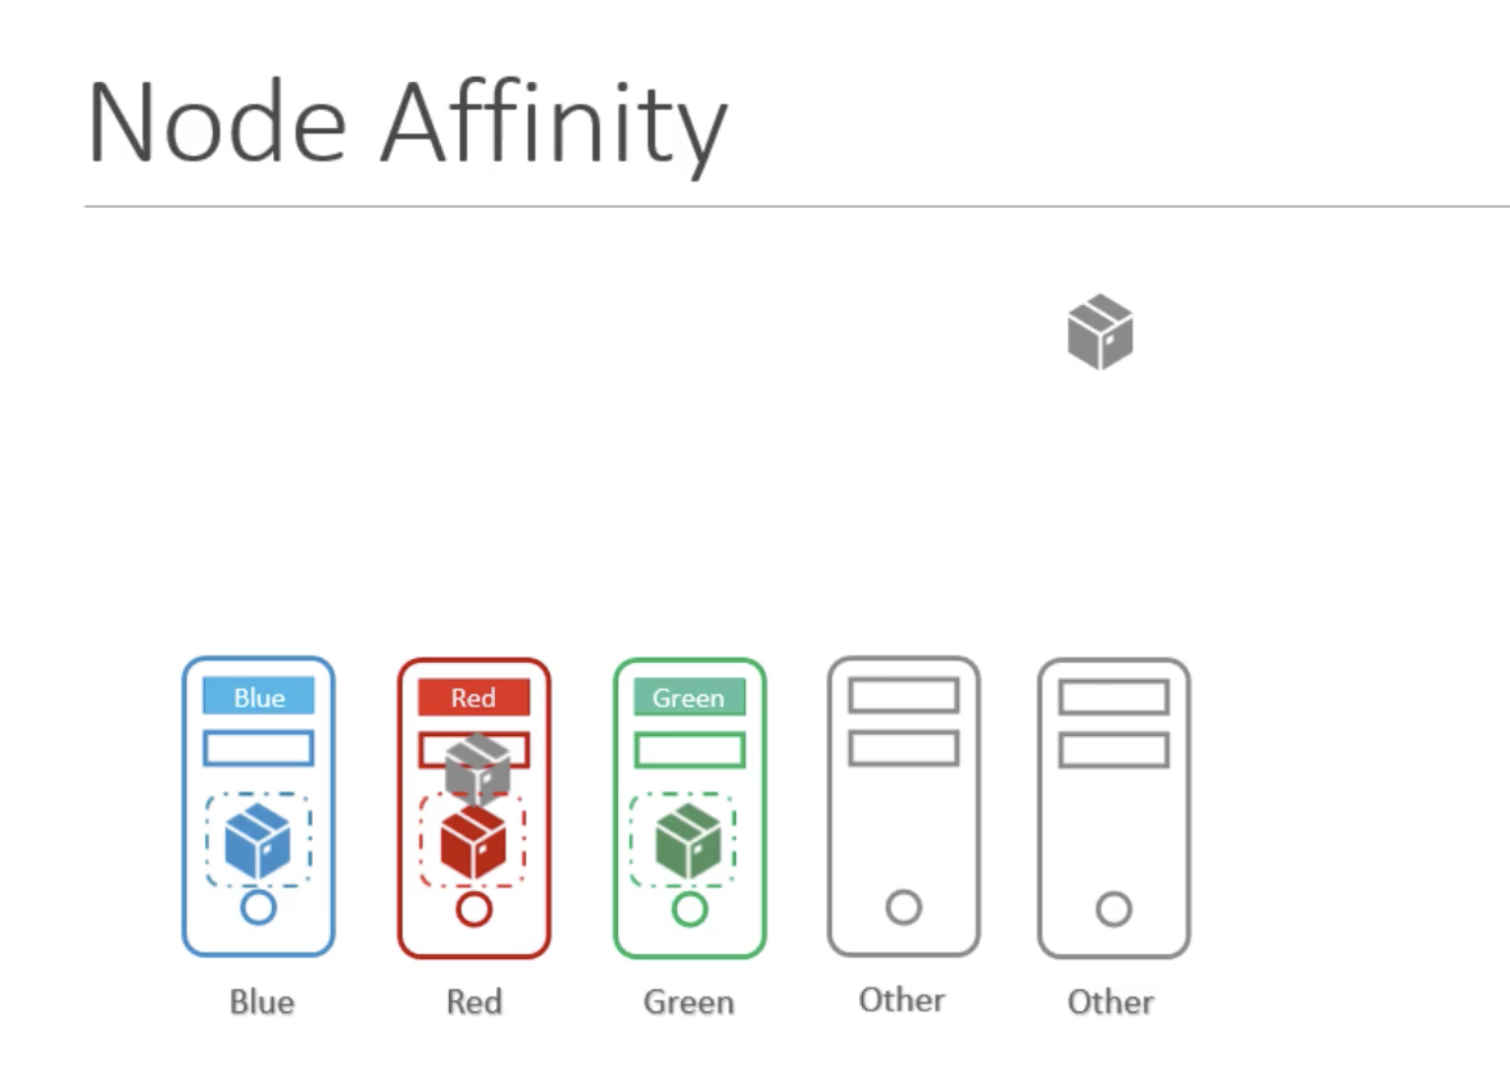 Node Affinity
Blue
Red
Green
Blue
Red
Green
Other
Other